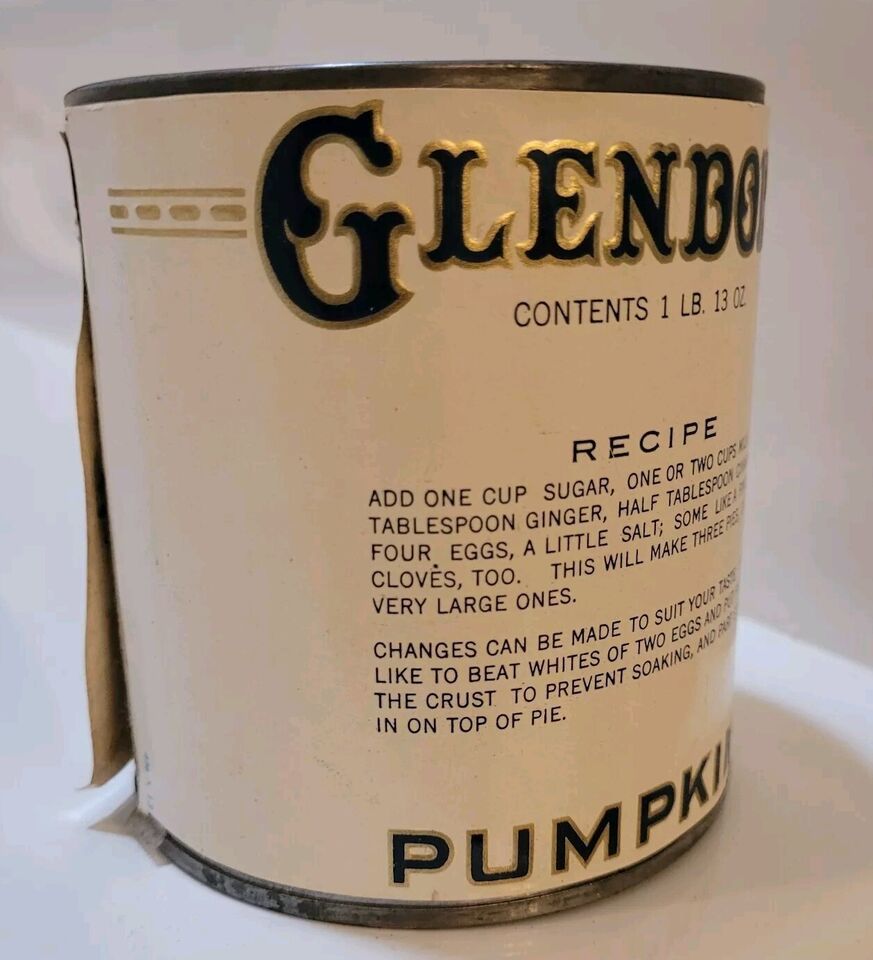 GLENDO
CONTENTS 1 LB. 13 OZ.
RECIPE
ADD ONE CUP SUGAR, ONE OR TWO CUPS
TABLESPOON GINGER, HALF TABLESPOON
FOUR EGGS, A LITTLE SALT; SOME LIKE A
CLOVES, TOO. THIS WILL MAKE THREE PIES,
VERY LARGE ONES.
CHANGES CAN BE MADE TO SUIT YOUR TASTE
LIKE TO BEAT WHITES OF TWO EGGS AND PUT
THE CRUST TO PREVENT SOAKING, AND
IN ON TOP OF PIE.
PUMPKI